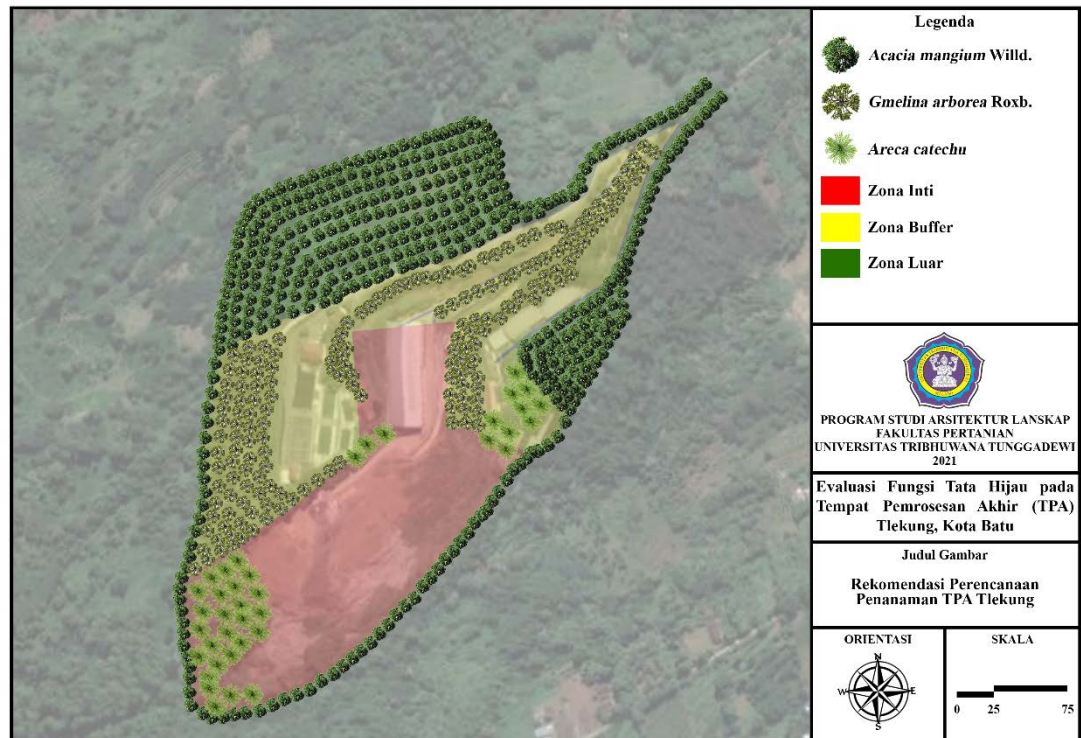 Legenda
Acacia mangium Willd.
Gmelina arborea Roxb.
Areca catechu
Zona Inti
Zona Buffer
Zona Luar
PROGRAM STUDI ARSITEKTUR LANSKAP
FAKULTAS PERTANIAN
UNIVERSITAS TRIBHUWANA TUNGGADEWI
2021
Evaluasi Fungsi Tata Hijau pada
Tempat Pemrosesan Akhir (TPA)
Tlekung, Kota Batu
Judul Gambar
Rekomendasi Perencanaan
Penanaman TPA Tlekung
ORIENTASI
N
W E
S
SKALA
0 25 75